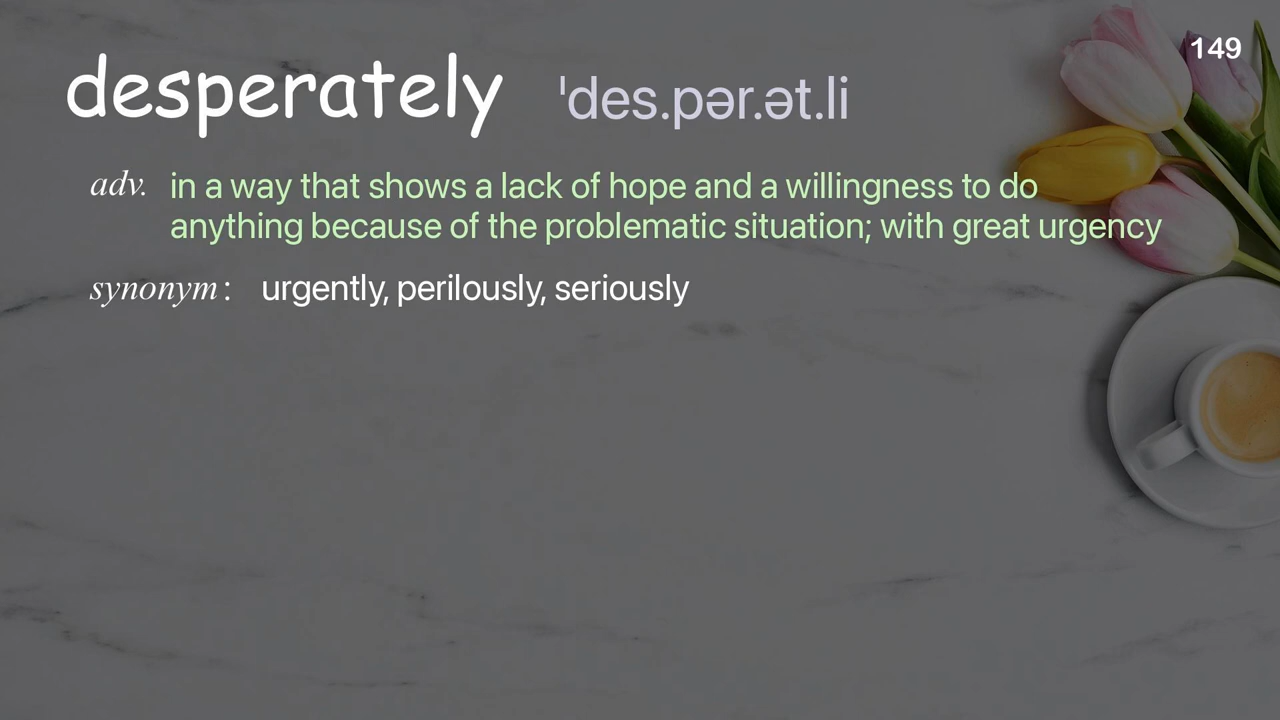 149
desperately ˈdes.pər.ət.li
adv. in a way that shows a lack of hope and a willingness to do
anything because of the problematic situation; with great urgency
synonym : urgently, perilously, seriously